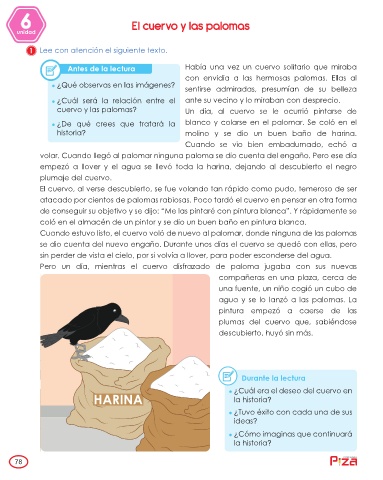 6
unidad
El cuervo y las palomas
1 Lee con atención el siguiente texto.
Antes de la lectura
¿Qué observas en las imágenes?
¿Cuál será la relación entre el
cuervo y las palomas?
¿De qué crees que tratará la
historia?
Había una vez un cuervo solitario que miraba
con envidia a las hermosas palomas. Ellas al
sentirse admiradas, presumían de su belleza
ante su vecino y lo miraban con desprecio.
Un día, al cuervo se le ocurrió pintarse de
blanco y colarse en el palomar. Se coló en el
molino y se dio un buen baño de harina.
Cuando se vio bien embadurnado, echó a
volar. Cuando llegó al palomar ninguna paloma se dio cuenta del engaño. Pero ese día
empezó a llover y el agua se llevó toda la harina, dejando al descubierto el negro
plumaje del cuervo.
El cuervo, al verse descubierto, se fue volando tan rápido como pudo, temeroso de ser
atacado por cientos de palomas rabiosas. Poco tardó el cuervo en pensar en otra forma
de conseguir su objetivo y se dijo: “Me las pintaré con pintura blanca”. Y rápidamente se
coló en el almacén de un pintor y se dio un buen baño en pintura blanca.
Cuando estuvo listo, el cuervo voló de nuevo al palomar, donde ninguna de las palomas
se dio cuenta del nuevo engaño. Durante unos días el cuervo se quedó con ellas, pero
sin perder de vista el cielo, por si volvía a llover, para poder esconderse del agua.
Pero un día, mientras el cuervo disfrazado de paloma jugaba con sus nuevas
compañeras en una plaza, cerca de
una fuente, un niño cogió un cubo de
agua y se lo lanzó a las palomas. La
pintura empezó a caerse de las
plumas del cuervo que, sabiéndose
descubierto, huyó sin más.
HARINA
Durante la lectura
¿Cuál era el deseo del cuervo en
la historia?
¿Tuvo éxito con cada una de sus
ideas?
¿Cómo imaginas que continuará
la historia?
78